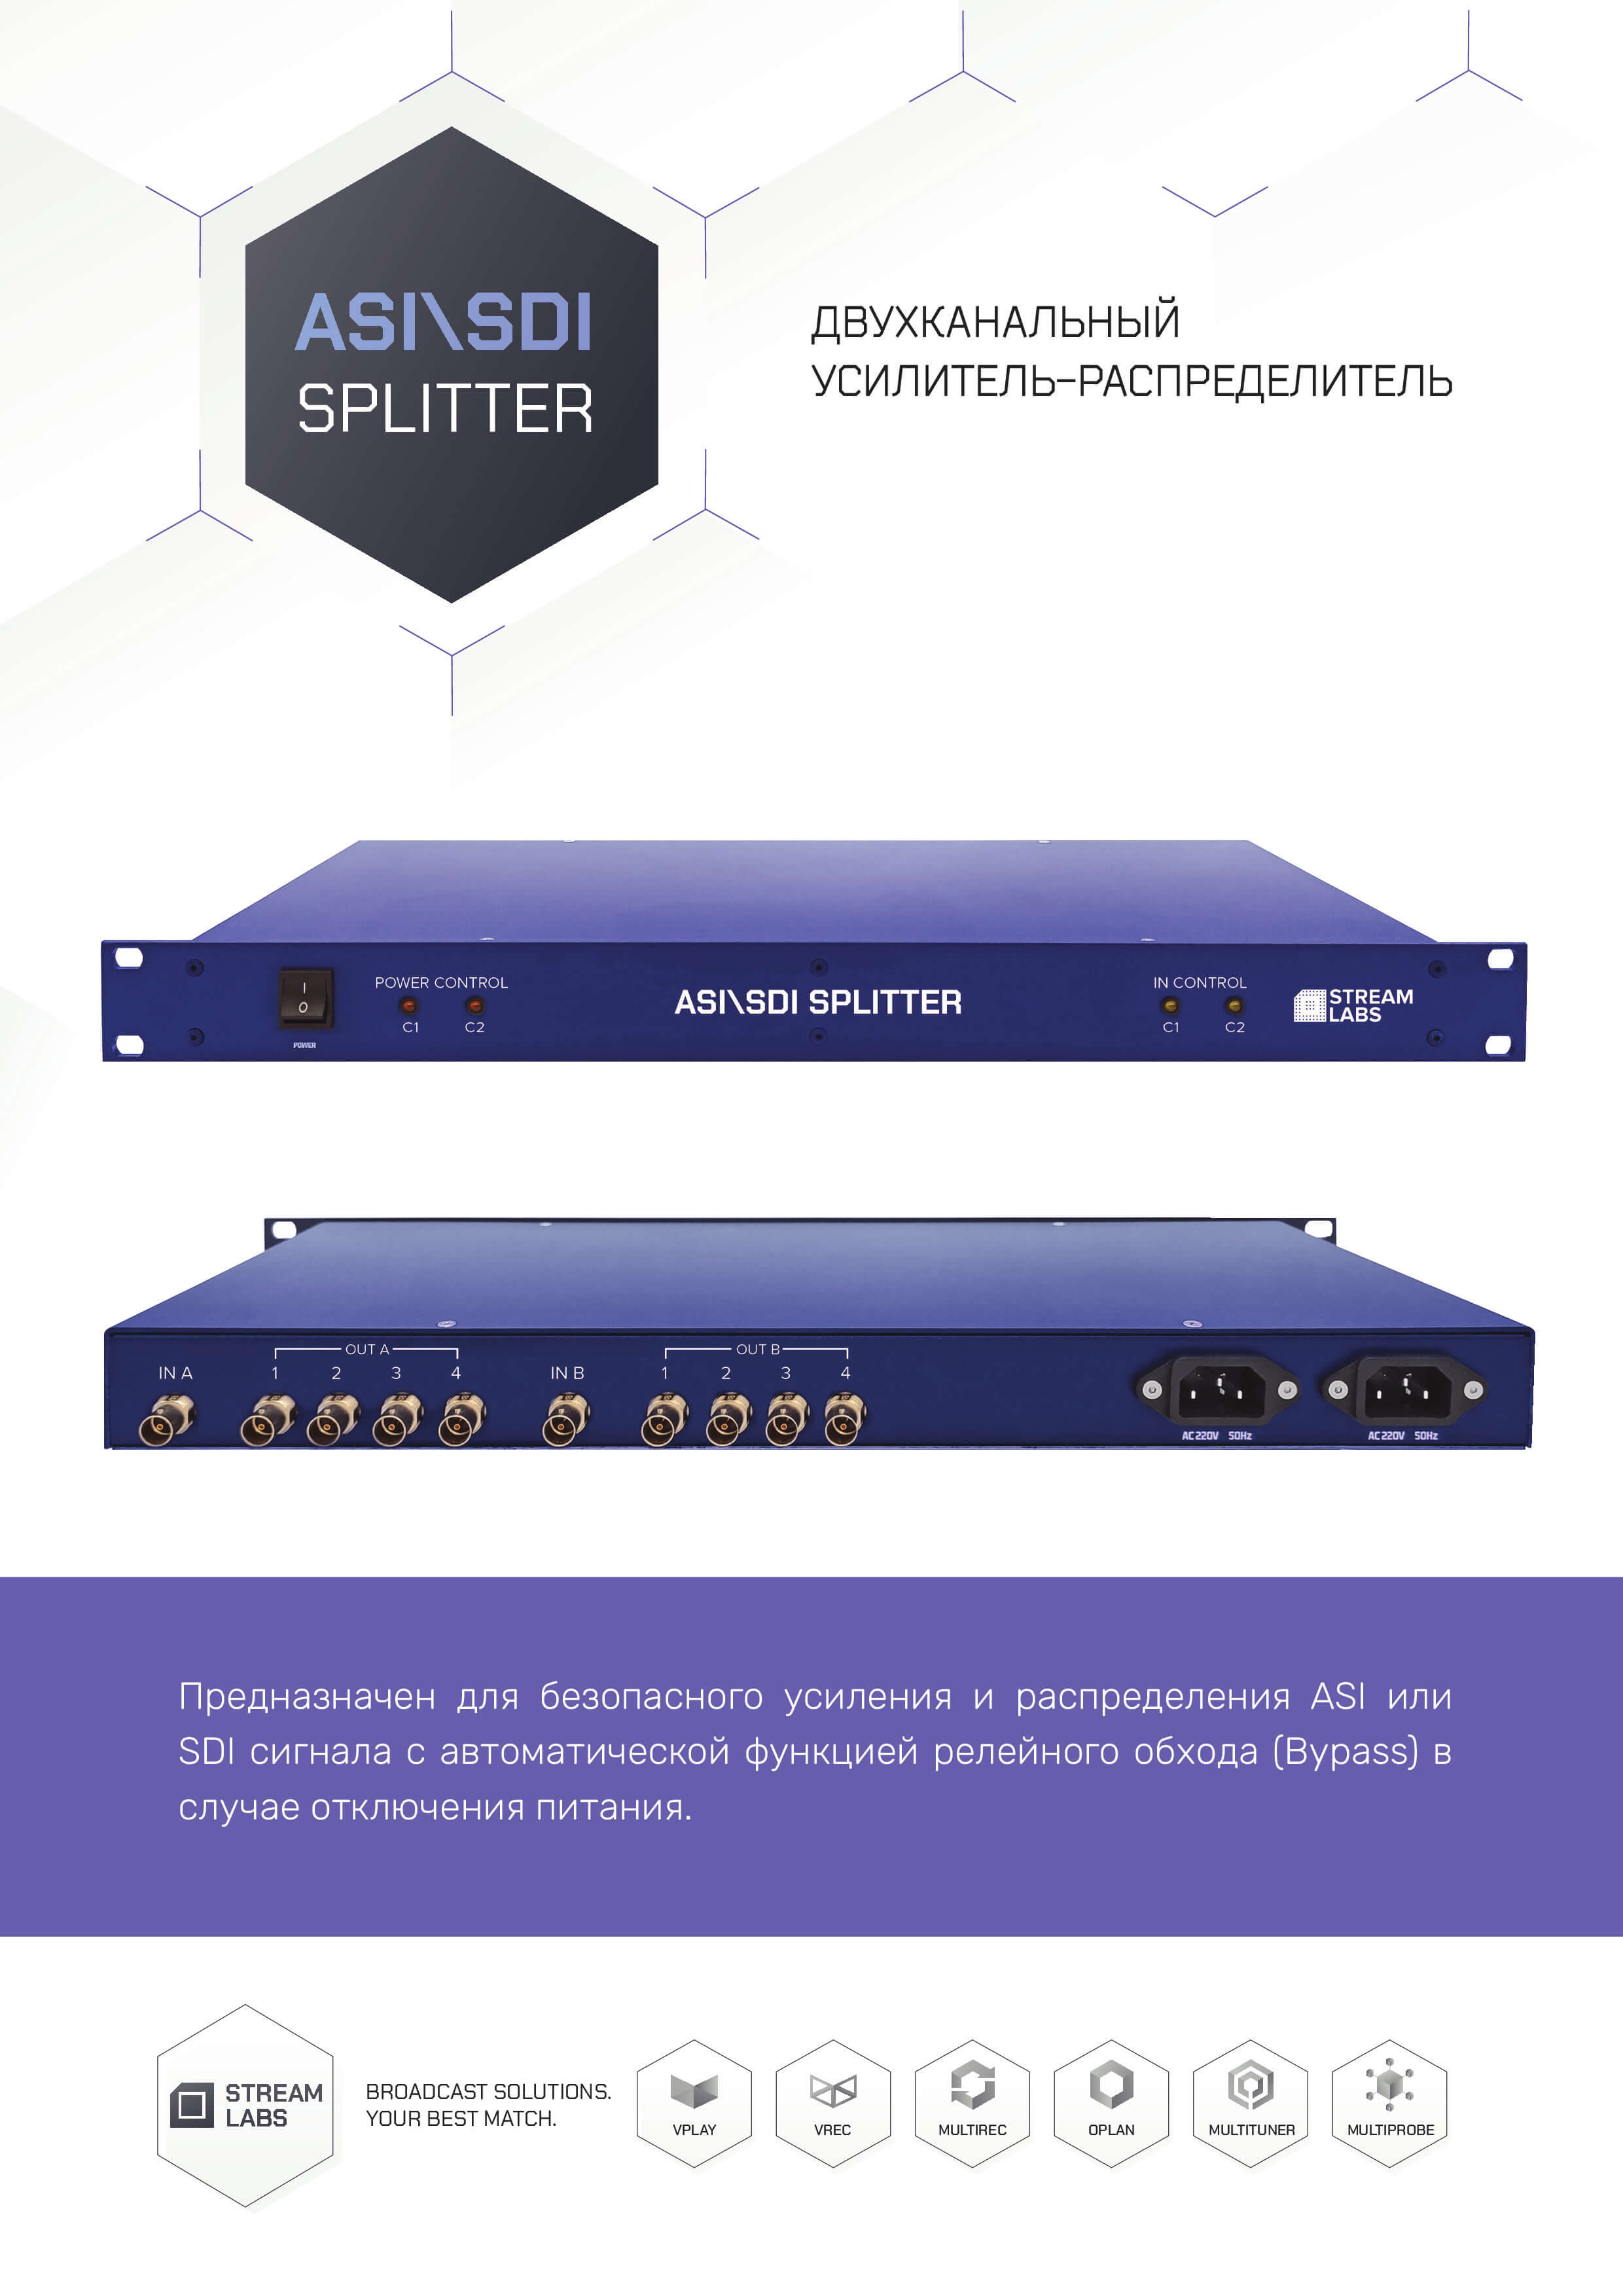 ASI\SDI
SPLITTER
ДВУХКАНАЛЬНЫЙ
УСИЛИТЕЛЬ-РАСПРЕДЕЛИТЕЛЬ
POWER CONTROL
C1 C2
POWER
ASI\SDI SPLITTER
IN CONTROL
C1 C2
STREAM
LABS
OUT A OUT B
IN A 1 2 3 4 IN B 1 2 3 4
AC 220V 50Hz AC 220V 50Hz
Предназначен для безопасного усиления и распределения ASI или
SDI сигнала с автоматической функцией релейного обхода (Bypass) в
случае отключения питания.
STREAM
LABS
BROADCAST SOLUTIONS.
YOUR BEST MATCH.
VPLAY VREC MULTIREC OPLAN MULTITUNER MULTIPROBE